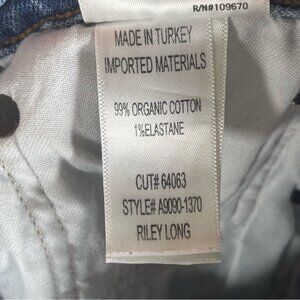 R/N#109670
MADE IN TURKEY
IMPORTED MATERIALS
99% ORGANIC COTTON
1%ELASTANE
CUT# 64063
STYLE# A9090-1370
RILEY LONG